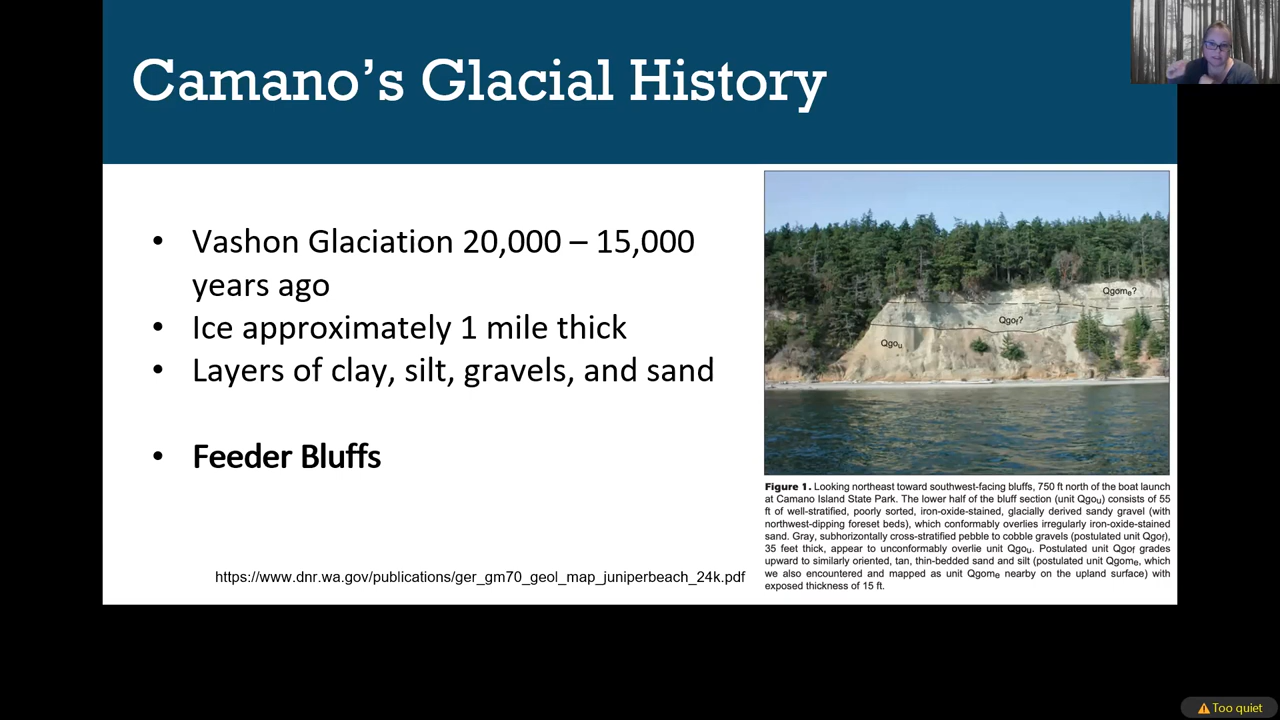 Camano's Glacial History
• Vashon Glaciation 20,000 – 15,000
years ago
• Ice approximately 1 mile thick
• Layers of clay, silt, gravels, and sand
• Feeder Bluffs
https://www.dnr.wa.gov/publications/ger_gm70_geol_map_juniperbeach_24k.pdf
Qgomₑ?
Qgof?
Qgoᵤ
Figure 1. Looking northeast toward southwest-facing bluffs, 750 ft north of the boat launch
at Camano Island State Park. The lower half of the bluff section (unit Qgoᵤ) consists of 55
ft of well-stratified, poorly sorted, iron-oxide-stained, glacially derived sandy gravel (with
northwest-dipping foreset beds), which conformably overlies irregularly iron-oxide-stained
sand. Gray, subhorizontally cross-stratified pebble to cobble gravels (postulated unit Qgof),
35 feet thick, appear to unconformably overlie unit Qgoᵤ. Postulated unit Qgof grades
upward to similarly oriented, tan, thin-bedded sand and silt (postulated unit Qgomₑ, which
we also encountered and mapped as unit Qgomₑ nearby on the upland surface) with
exposed thickness of 15 ft.
Too quiet